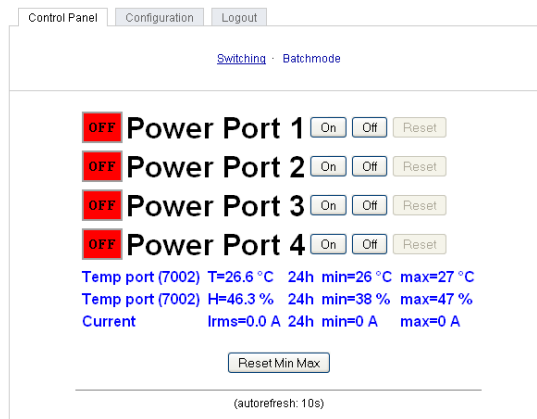 Control Panel Configuration Logout
Switching · Batchmode
OFF Power Port 1 On Off Reset
OFF Power Port 2 On Off Reset
OFF Power Port 3 On Off Reset
OFF Power Port 4 On Off Reset
Temp port (7002) T=26.6 °C 24h min=26 °C max=27 °C
Temp port (7002) H=46.3 % 24h min=38 % max=47 %
Current Irms=0.0 A 24h min=0 A max=0 A
Reset Min Max
(autorefresh: 10s)